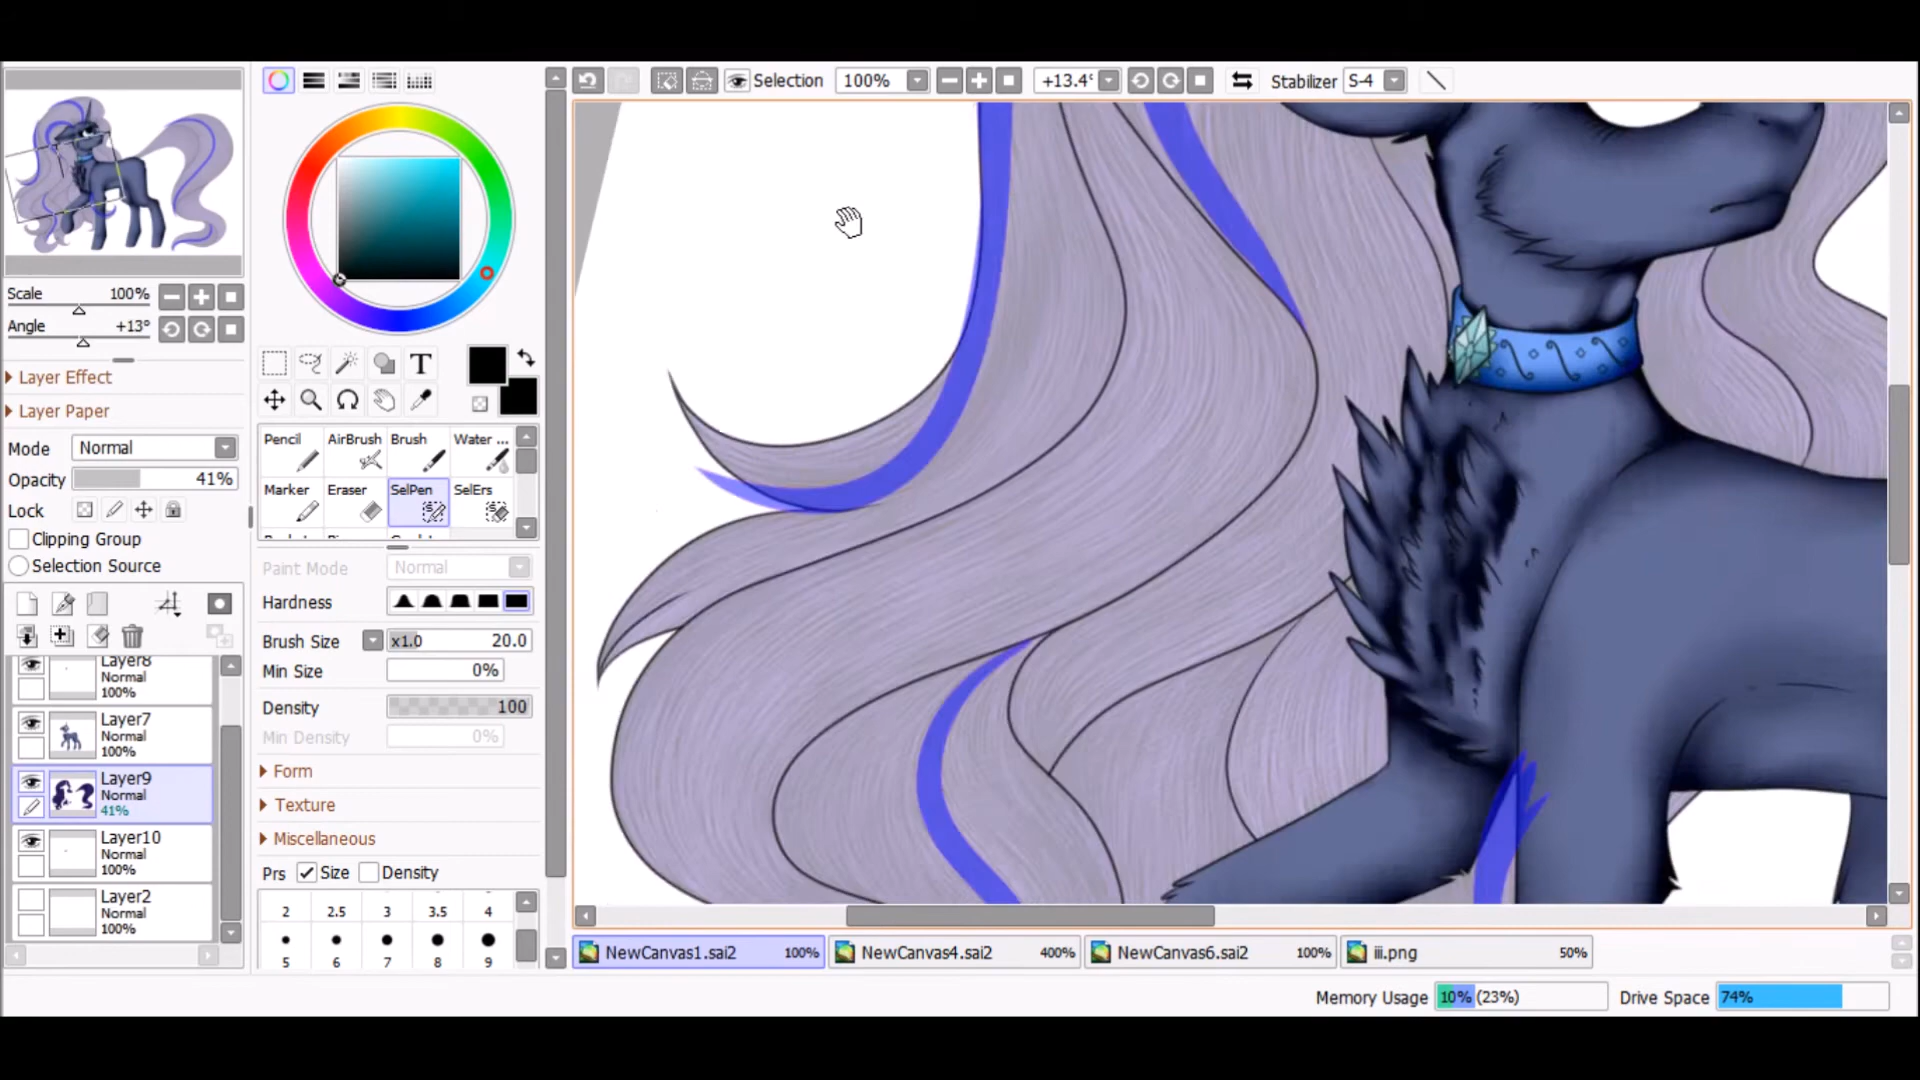 Selection 100% +13.4° Stabilizer S-4
Scale 100%
Angle +13°
Layer Effect
Layer Paper
Mode Normal
Opacity 41%
Lock
Clipping Group
Selection Source
Layer8
Normal
100%
Layer7
Normal
100%
Layer9
Normal
41%
Layer10
Normal
100%
Layer2
Normal
100%
T
Pencil AirBrush Brush Water ...
Marker Eraser SelPen SelErs
Paint Mode Normal
Hardness
Brush Size x1.0 20.0
Min Size 0%
Density 100
Min Density 0%
Form
Texture
Miscellaneous
Prs Size Density
2 2.5 3 3.5 4
5 6 7 8 9
NewCanvas1.sai2 100% NewCanvas4.sai2 400% NewCanvas6.sai2 100% iii.png 50%
Memory Usage 10% (23%) Drive Space 74%